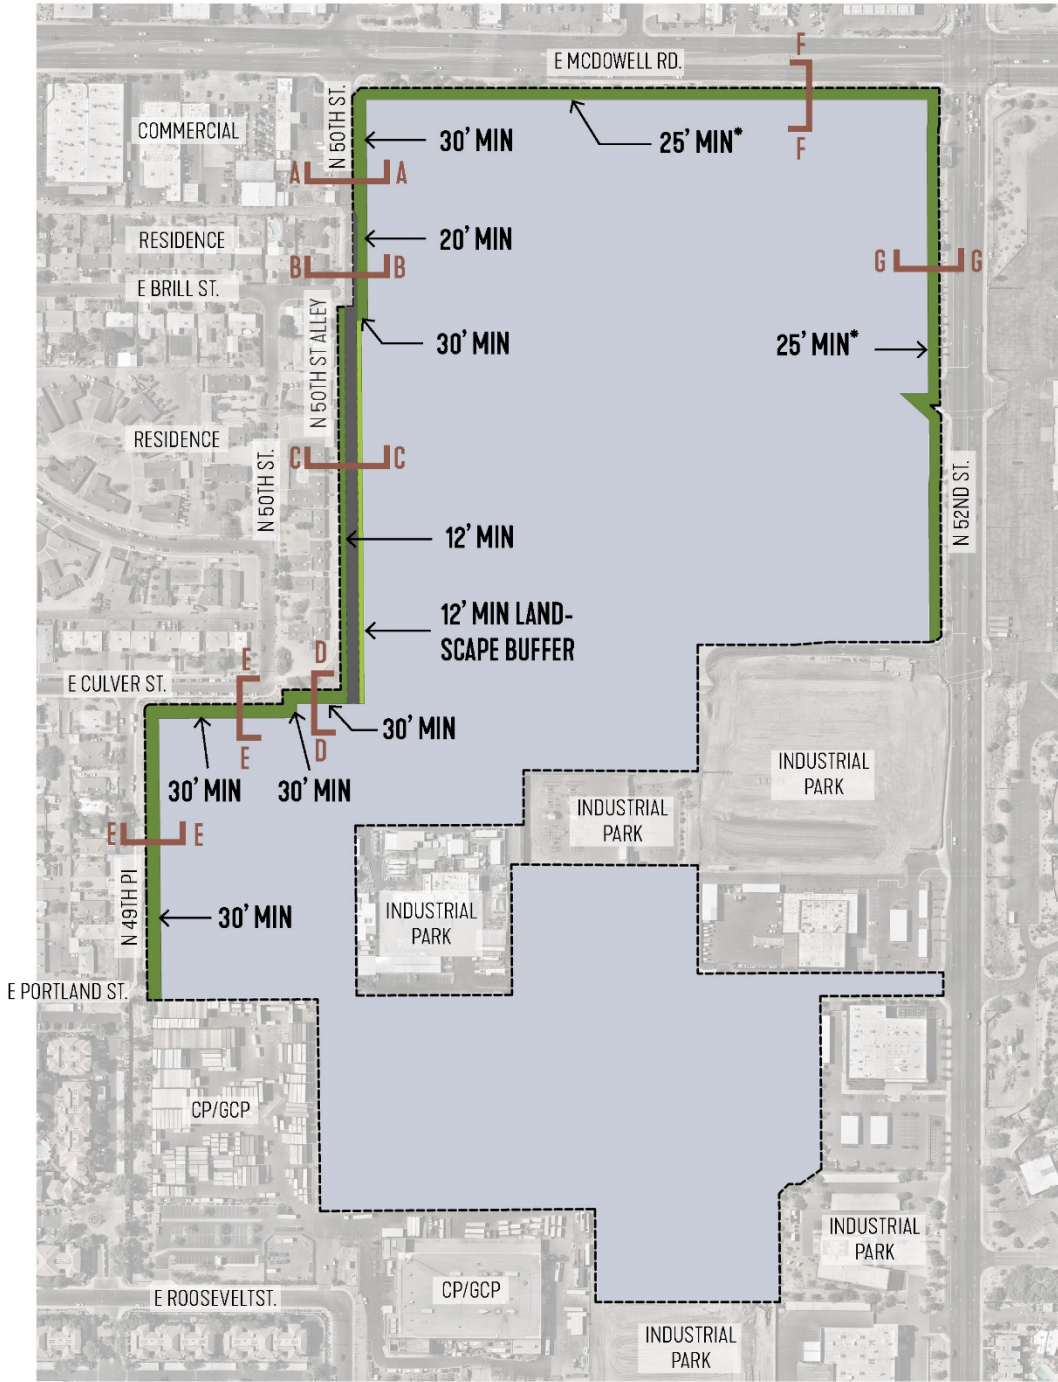 E MCDOWELL RD.
F
F
N 50TH ST.
COMMERCIAL
30' MIN
25' MIN*
A
A
RESIDENCE
20' MIN
B
B
G
G
E BRILL ST.
N 50TH ST ALLEY
30' MIN
25' MIN*
RESIDENCE
N 50TH ST.
C
C
N 52ND ST.
12' MIN
12' MIN LAND-
SCAPE BUFFER
E CULVER ST.
E
E
D
D
30' MIN
30' MIN
30' MIN
INDUSTRIAL
PARK
INDUSTRIAL
PARK
E
E
N 49TH Pl
30' MIN
INDUSTRIAL
PARK
E PORTLAND ST.
CP/GCP
INDUSTRIAL
PARK
E ROOSEVELTST.
CP/GCP
INDUSTRIAL
PARK